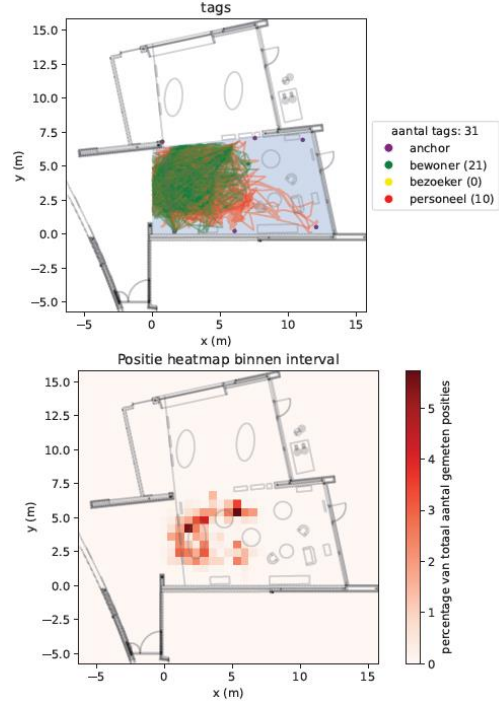 tags
15.0
12.5
10.0
7.5
5.0
2.5
0.0
−2.5
−5.0
y (m)
−5
0
5
10
15
x (m)
aantal tags: 31
anchor
bewoner (21)
bezoeker (0)
personeel (10)
Positie heatmap binnen interval
15.0
12.5
10.0
7.5
5.0
2.5
0.0
−2.5
−5.0
y (m)
−5
0
5
10
15
x (m)
5
4
3
2
1
0
percentage van totaal aantal gemeten posities